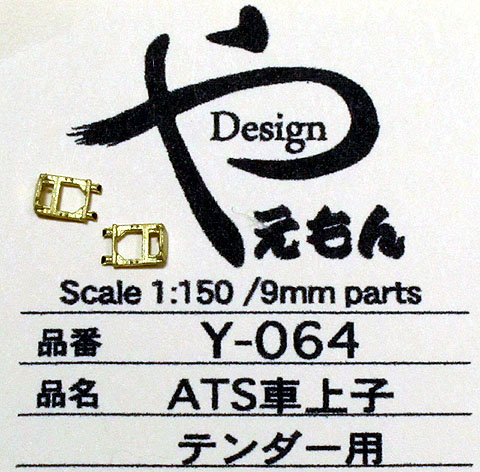 や
Design
えもん
Scale 1:150 /9mm parts
品番 Y-064
品名 ATS車上子
テンダー用